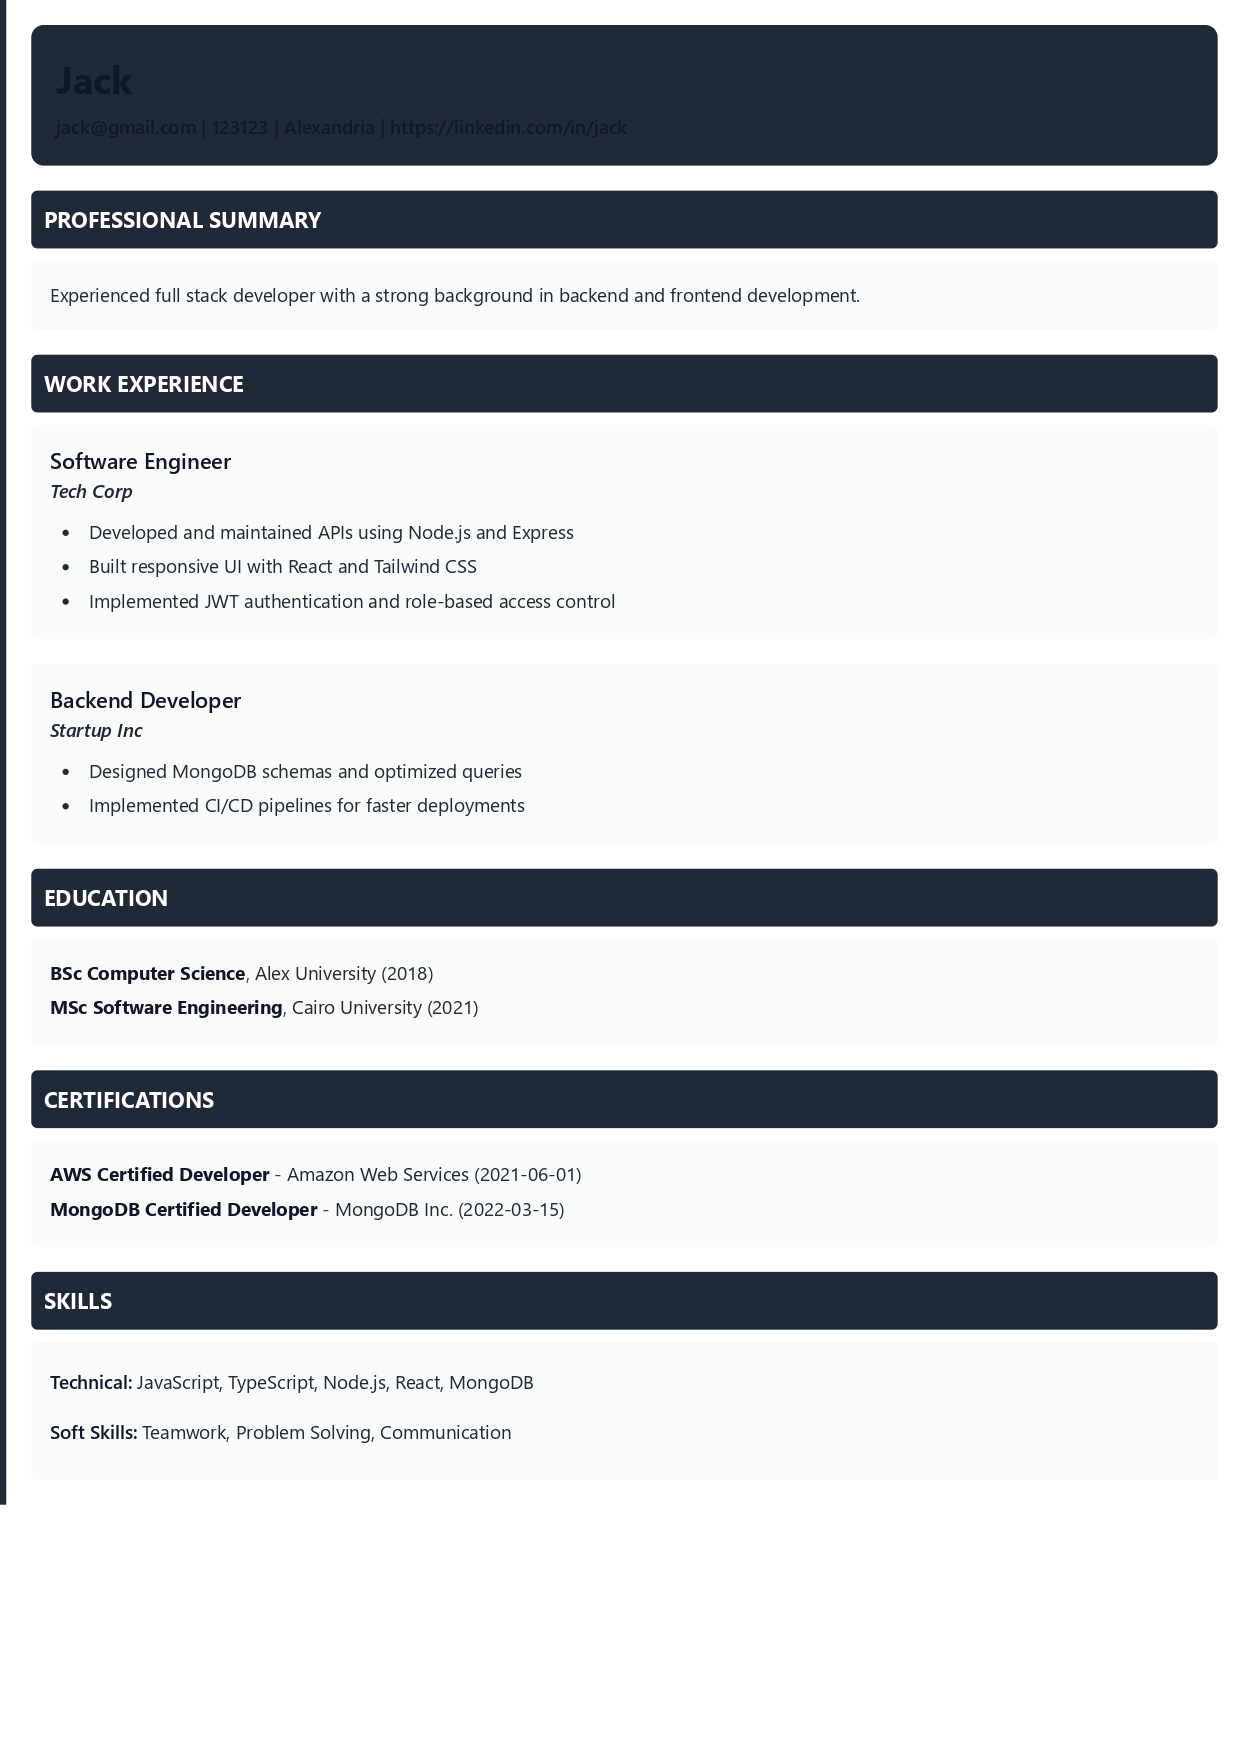 Jack
jack@gmail.com | 123123 | Alexandria | https://linkedin.com/in/jack
PROFESSIONAL SUMMARY
Experienced full stack developer with a strong background in backend and frontend development.
WORK EXPERIENCE
Software Engineer
Tech Corp
• Developed and maintained APIs using Node.js and Express
• Built responsive UI with React and Tailwind CSS
• Implemented JWT authentication and role-based access control
Backend Developer
Startup Inc
• Designed MongoDB schemas and optimized queries
• Implemented CI/CD pipelines for faster deployments
EDUCATION
BSc Computer Science, Alex University (2018)
MSc Software Engineering, Cairo University (2021)
CERTIFICATIONS
AWS Certified Developer - Amazon Web Services (2021-06-01)
MongoDB Certified Developer - MongoDB Inc. (2022-03-15)
SKILLS
Technical: JavaScript, TypeScript, Node.js, React, MongoDB
Soft Skills: Teamwork, Problem Solving, Communication